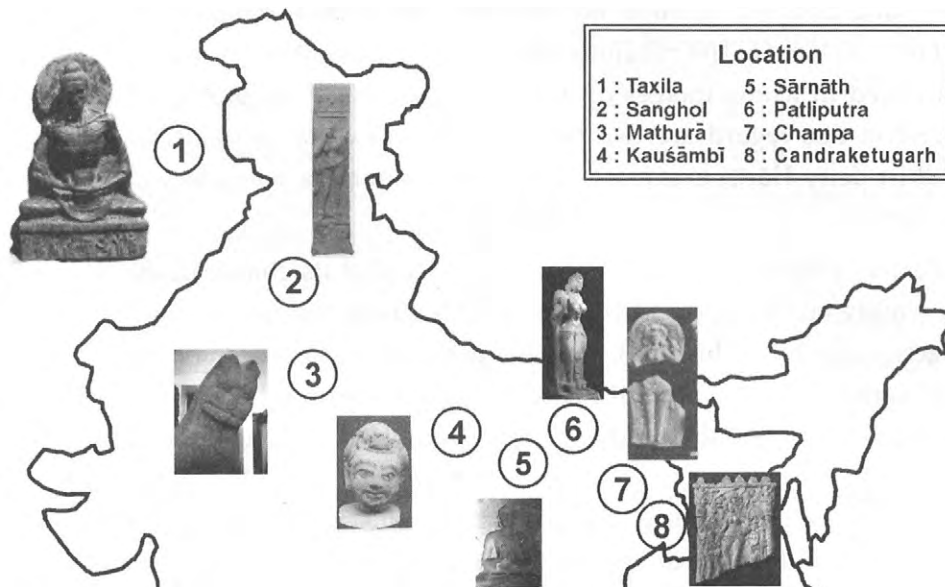 Location
1 : Taxila 5 : Sārnāth
2 : Sanghol 6 : Patliputra
3 : Mathurā 7 : Champa
4 : Kauśāmbī 8 : Candraketugaṛh
1
2
3
4
5
6
7
8